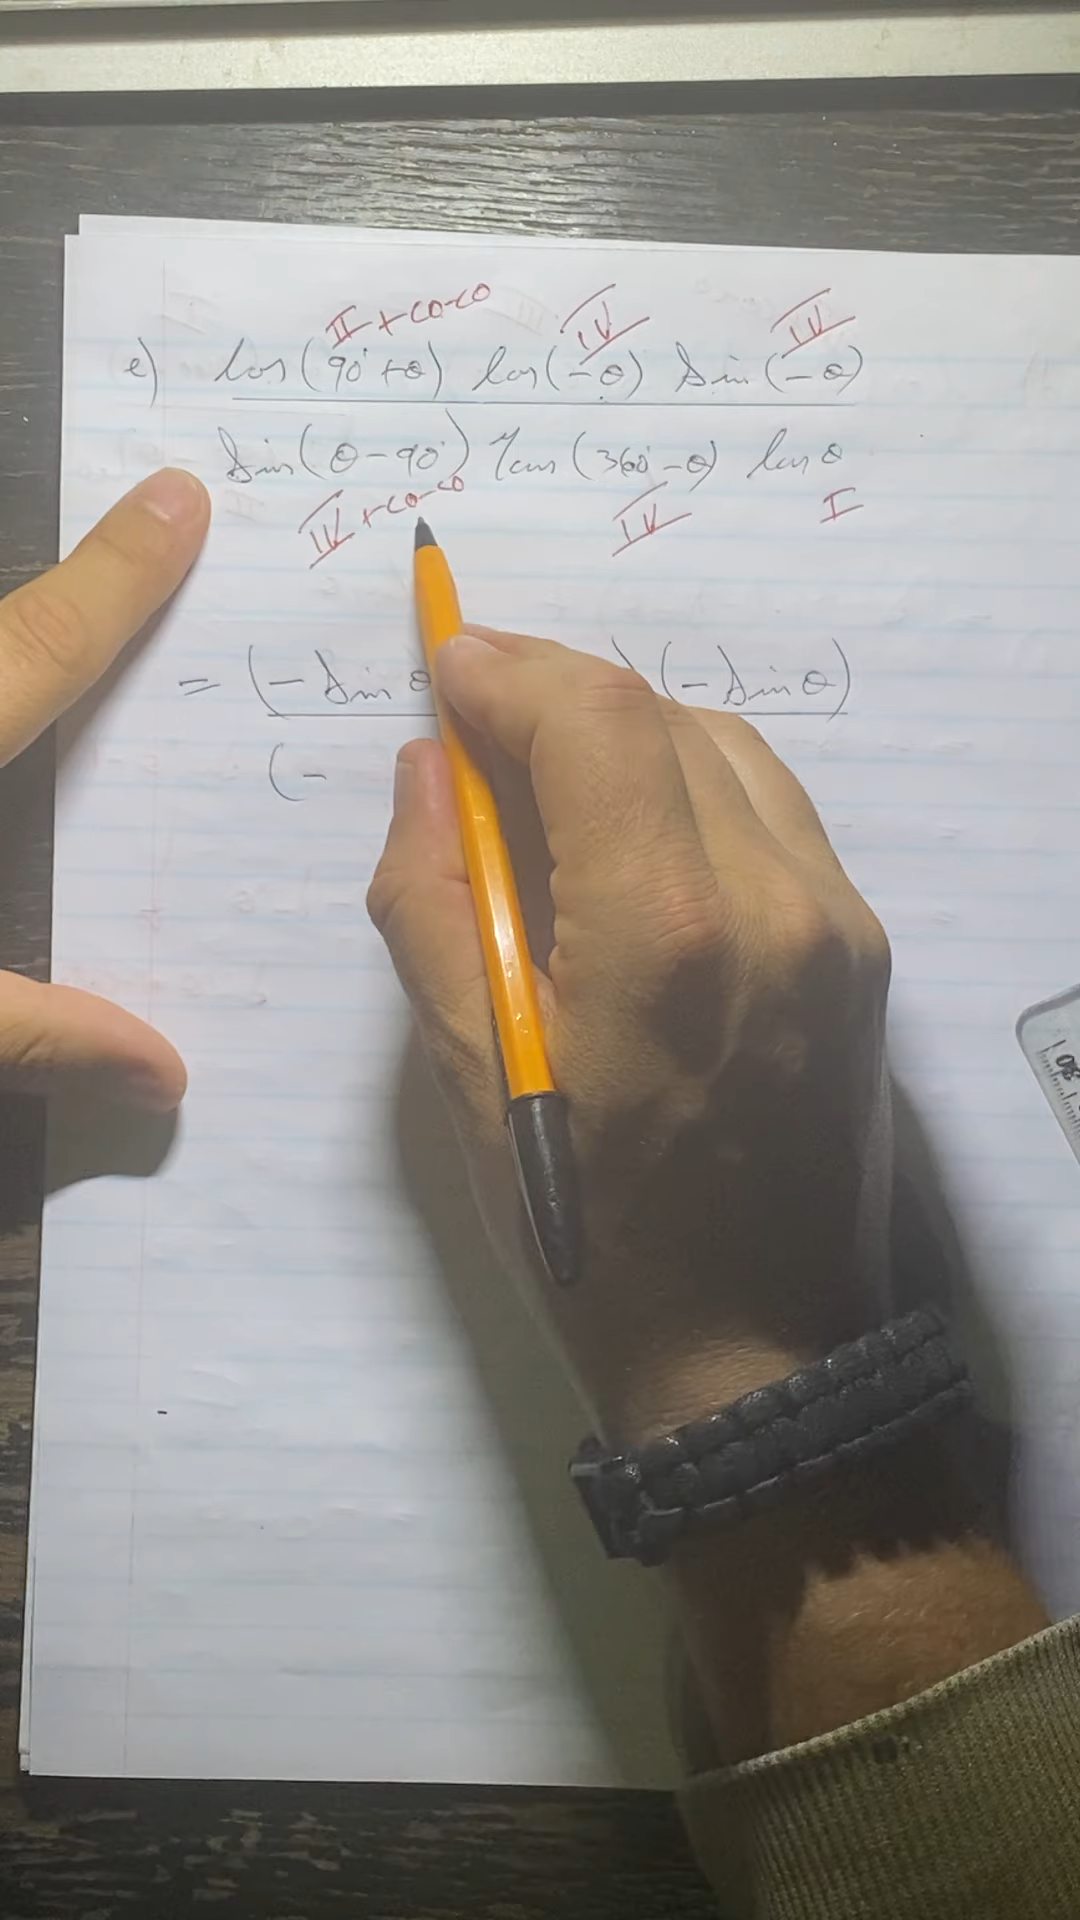 II + co-co IV IV
e) Cos(90°+θ) Cos(-θ) Sin(-θ)
Sin(θ-90°) Tan(360°-θ) Cos θ
IV + co-co IV I
= (-Sin θ ) (-Sin θ)
(-